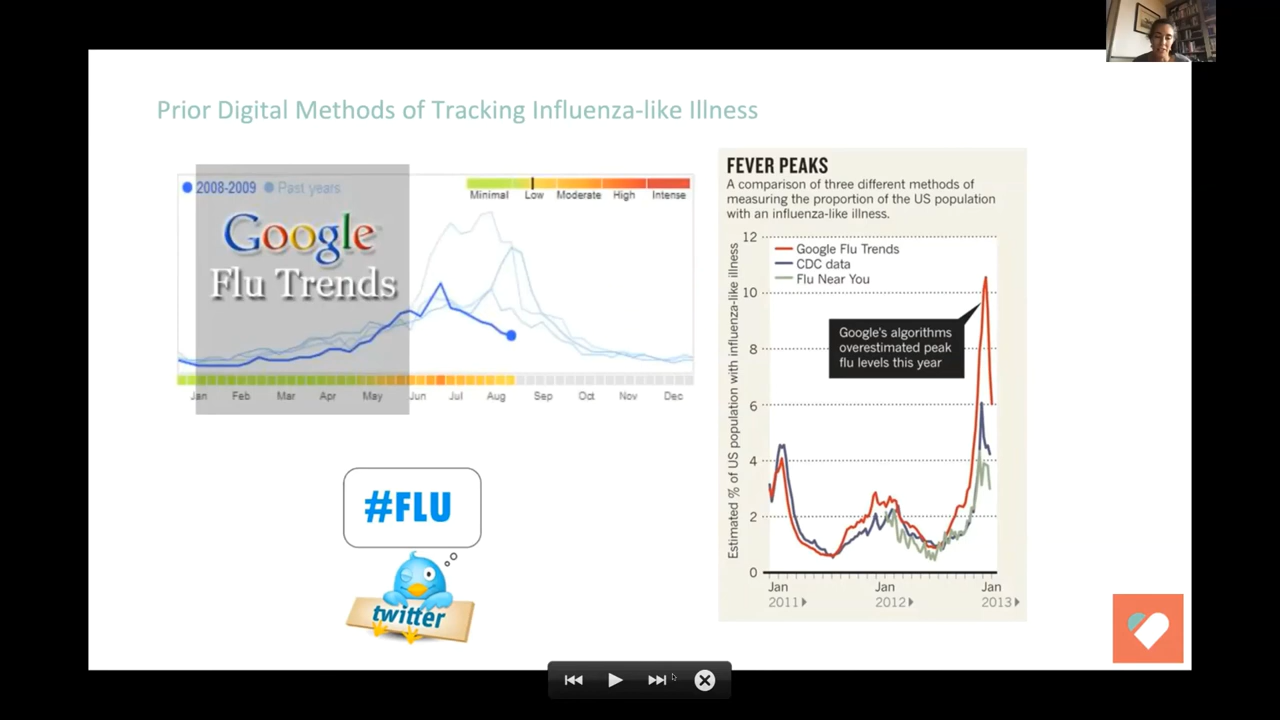 Prior Digital Methods of Tracking Influenza-like Illness
2008-2009 Past years
Minimal Low Moderate High Intense
Google
Flu Trends
Jan Feb Mar Apr May Jun Jul Aug Sep Oct Nov Dec
#FLU
twitter
FEVER PEAKS
A comparison of three different methods of
measuring the proportion of the US population
with an influenza-like illness.
Estimated % of US population with influenza-like illness
12
10
8
6
4
2
0
Google Flu Trends
CDC data
Flu Near You
Google's algorithms
overestimated peak
flu levels this year
Jan Jan Jan
2011 2012 2013